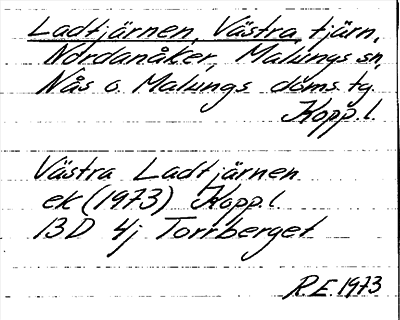 Ladtjärnen, Västra, tjärn,
Nordanåker, Malungs sn,
Nås o. Malungs doms. tg.
Kopp. l.
Västra Ladtjärnen
ek (1973) Kopp. l.
13D 4j Torrberget
R.E. 1973